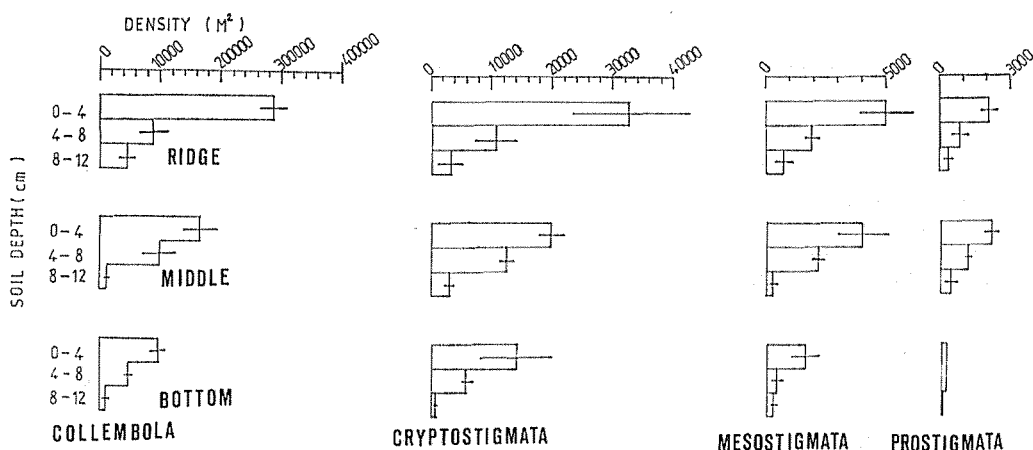 DENSITY (M²)
0 10000 200000 300000 400000
0 10000 20000 30000 40000
0 5000
0 3000
SOIL DEPTH (cm)
0-4
4-8
8-12
RIDGE
0-4
4-8
8-12
MIDDLE
0-4
4-8
8-12
BOTTOM
COLLEMBOLA
CRYPTOSTIGMATA
MESOSTIGMATA
PROSTIGMATA